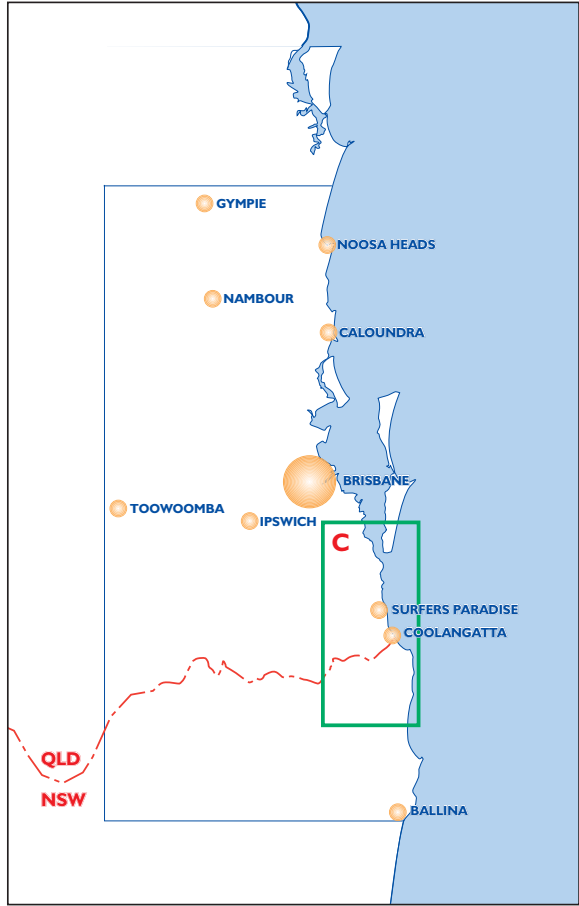 GYMPIE
NOOSA HEADS
NAMBOUR
CALOUNDRA
BRISBANE
TOOWOOMBA
IPSWICH
C
SURFERS PARADISE
COOLANGATTA
QLD
NSW
BALLINA